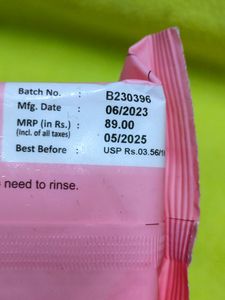 Batch No. : B230396
Mfg. Date : 06/2023
MRP (in Rs.) : 89.00
(incl. of all taxes) 05/2025
Best Before : USP Rs.03.56/1
need to rinse.